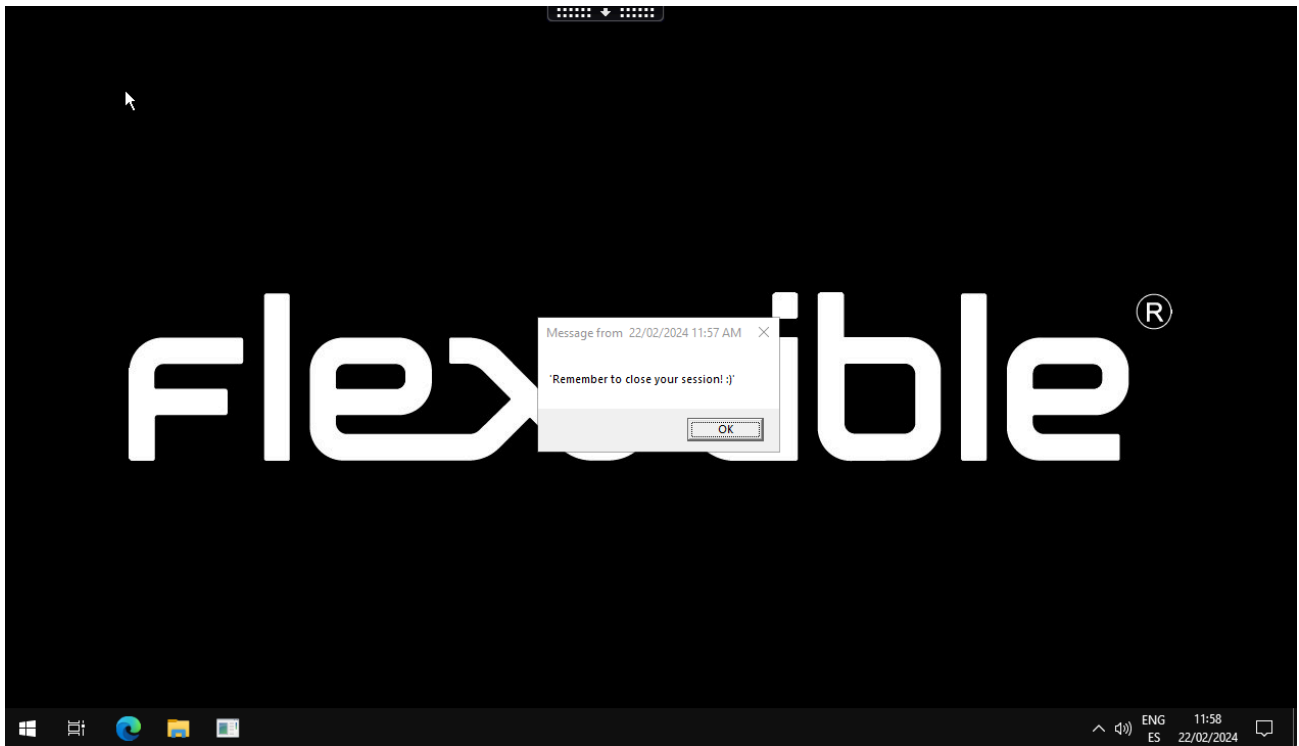 Message from  22/02/2024 11:57 AM
'Remember to close your session! :)'
OK
®
ENG
ES
11:58
22/02/2024